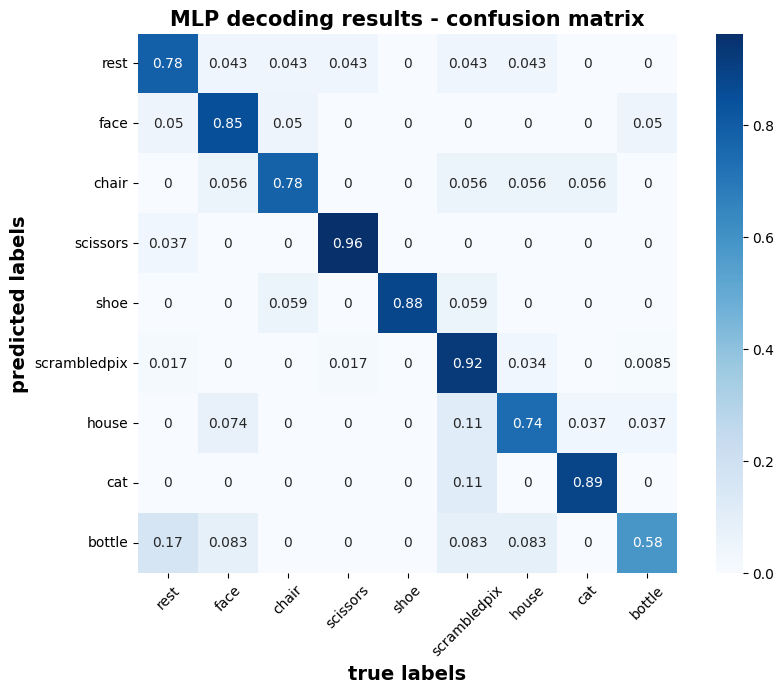 MLP decoding results - confusion matrix
predicted labels
rest 0.78 0.043 0.043 0.043 0 0.043 0.043 0 0
face 0.05 0.85 0.05 0 0 0 0 0 0.05
chair 0 0.056 0.78 0 0 0.056 0.056 0.056 0
scissors 0.037 0 0 0.96 0 0 0 0 0
shoe 0 0 0.059 0 0.88 0.059 0 0 0
scrambledpix 0.017 0 0 0.017 0 0.92 0.034 0 0.0085
house 0 0.074 0 0 0 0.11 0.74 0.037 0.037
cat 0 0 0 0 0 0.11 0 0.89 0
bottle 0.17 0.083 0 0 0 0.083 0.083 0 0.58
rest face chair scissors shoe scrambledpix house cat bottle
true labels
0.8
0.6
0.4
0.2
0.0